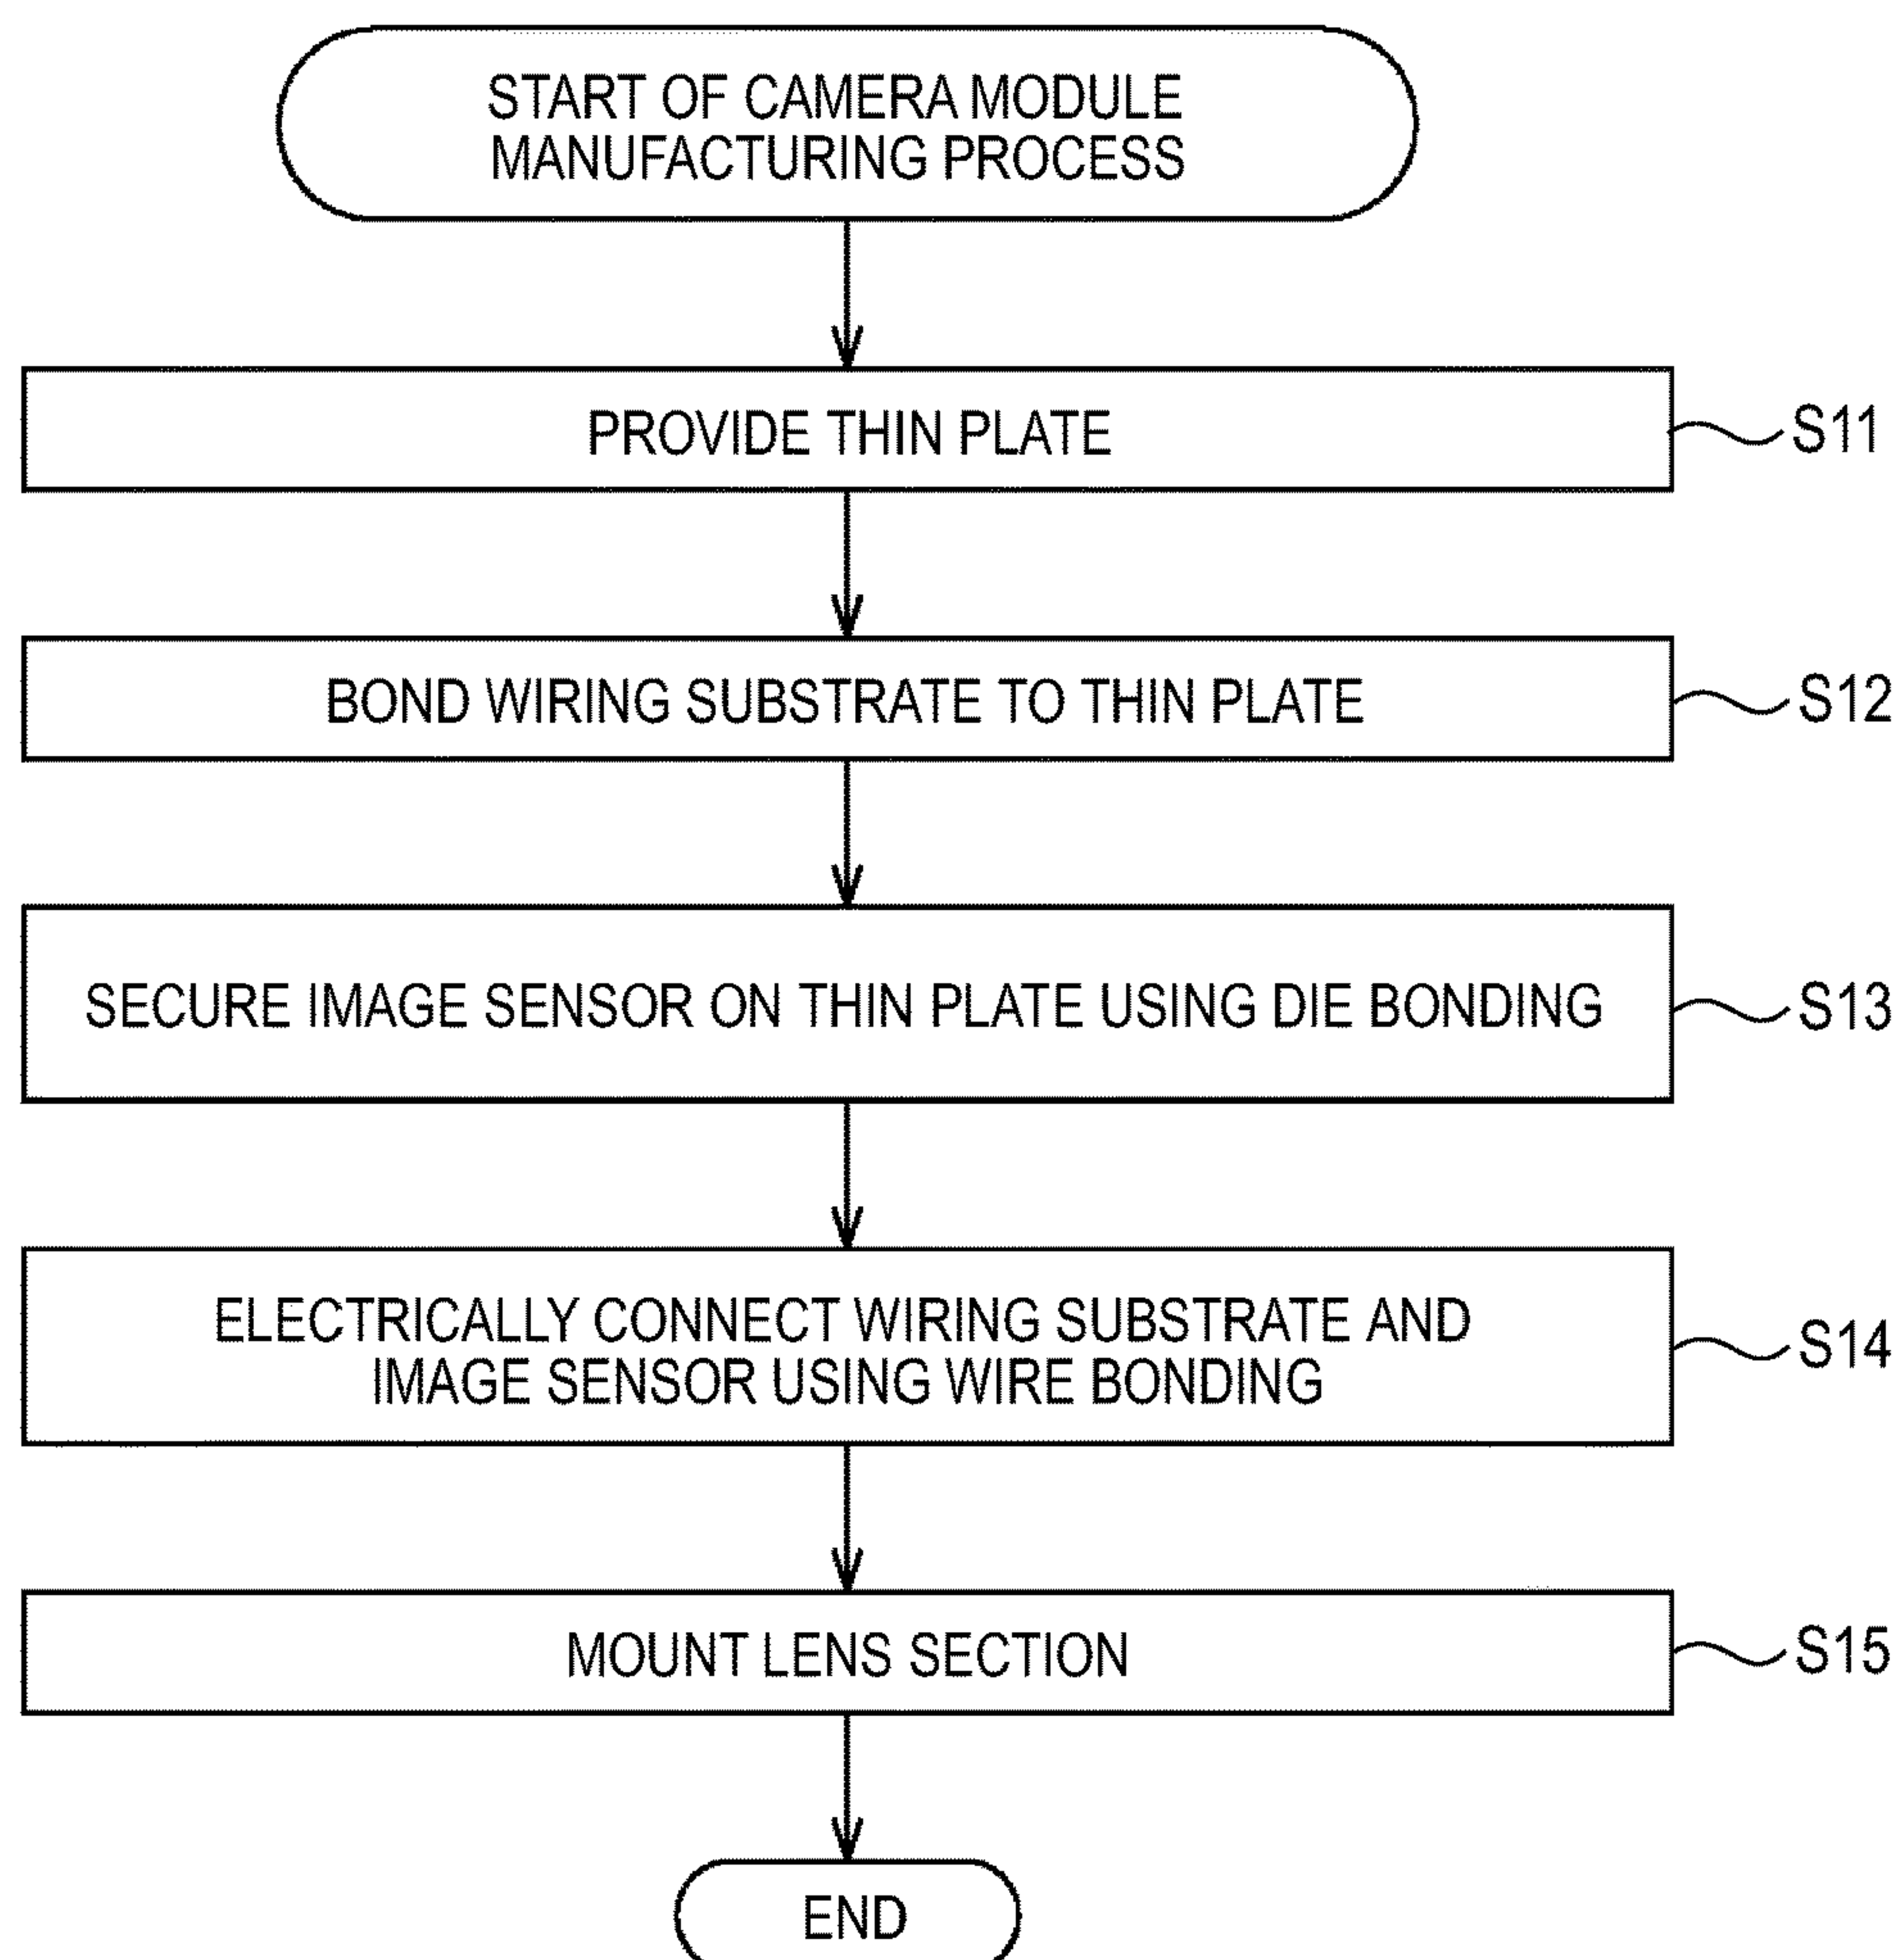 START OF CAMERA MODULE
MANUFACTURING PROCESS
PROVIDE THIN PLATE
S11
BOND WIRING SUBSTRATE TO THIN PLATE
S12
SECURE IMAGE SENSOR ON THIN PLATE USING DIE BONDING
S13
ELECTRICALLY CONNECT WIRING SUBSTRATE AND
IMAGE SENSOR USING WIRE BONDING
S14
MOUNT LENS SECTION
S15
END